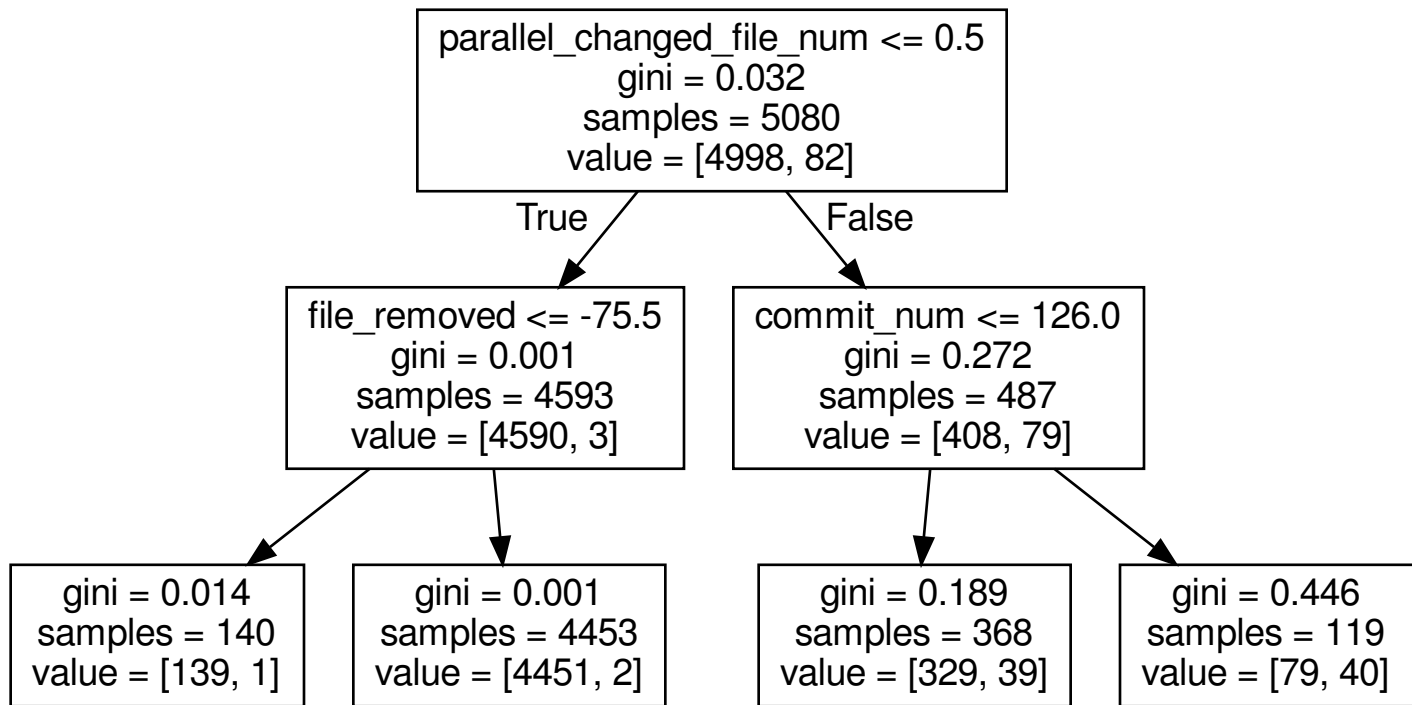 parallel_changed_file_num <= 0.5
gini = 0.032
samples = 5080
value = [4998, 82]
True
False
file_removed <= -75.5
gini = 0.001
samples = 4593
value = [4590, 3]
commit_num <= 126.0
gini = 0.272
samples = 487
value = [408, 79]
gini = 0.014
samples = 140
value = [139, 1]
gini = 0.001
samples = 4453
value = [4451, 2]
gini = 0.189
samples = 368
value = [329, 39]
gini = 0.446
samples = 119
value = [79, 40]